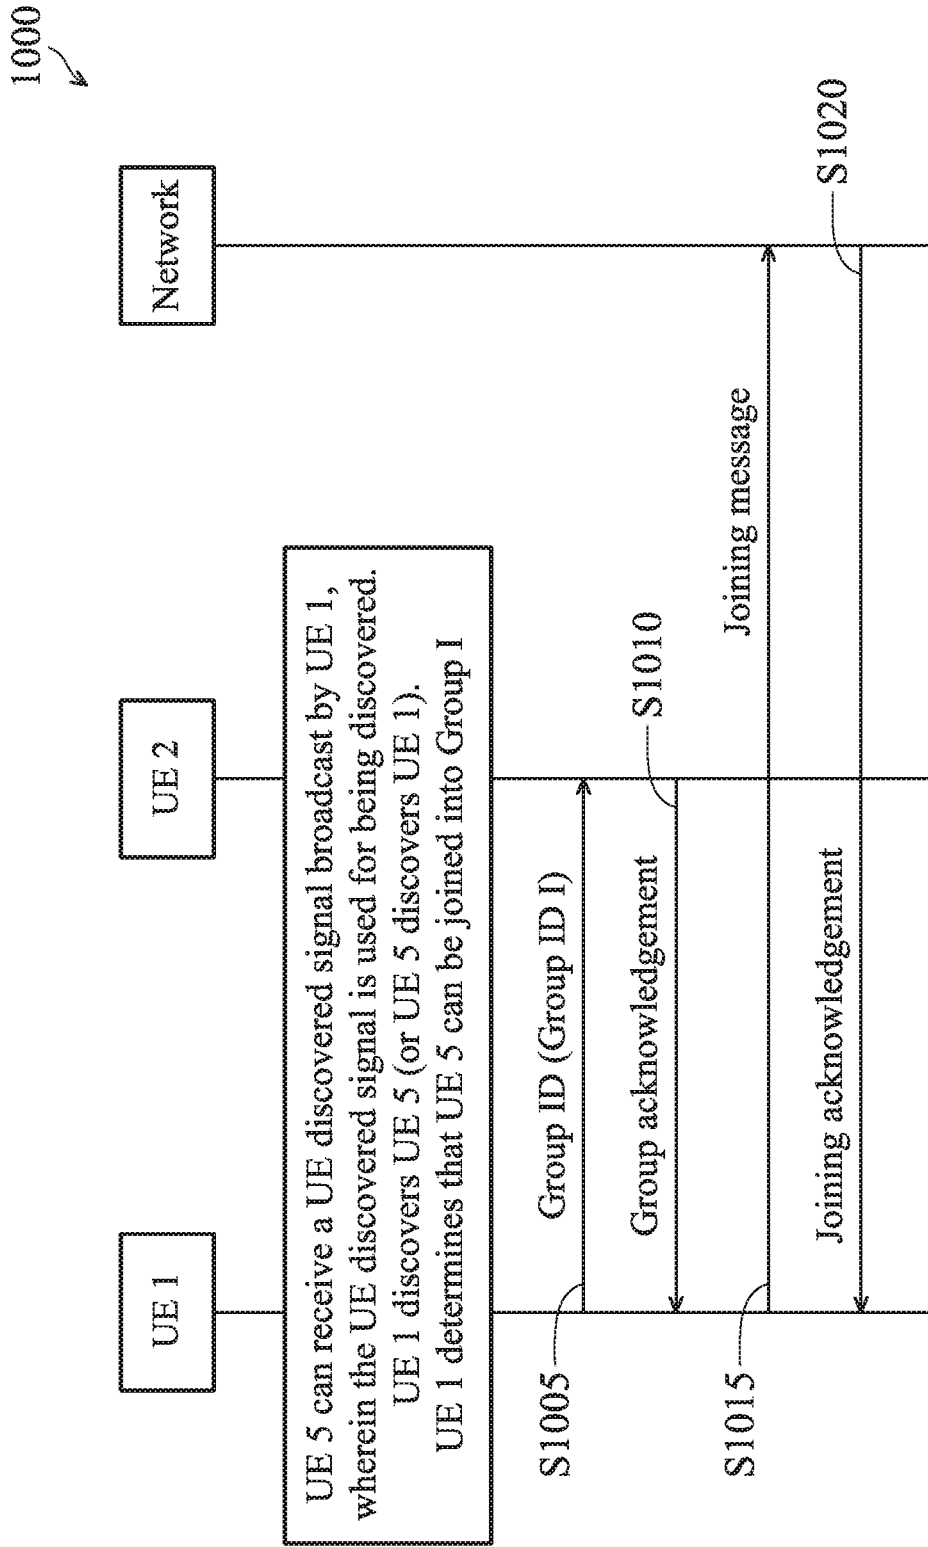 1000
UE 1
UE 2
Network
UE 5 can receive a UE discovered signal broadcast by UE 1,
wherein the UE discovered signal is used for being discovered.
UE 1 discovers UE 5 (or UE 5 discovers UE 1).
UE 1 determines that UE 5 can be joined into Group I
S1005
Group ID (Group ID I)
Group acknowledgement
S1010
S1015
Joining message
Joining acknowledgement
S1020